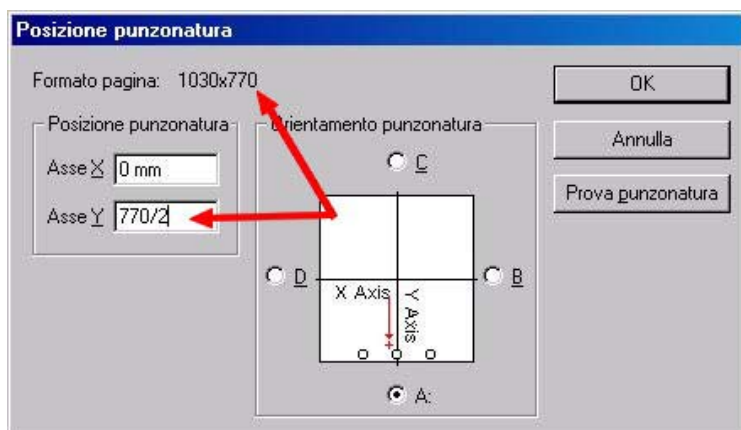 Posizione punzonatura
Formato pagina: 1030x770
OK
Posizione punzonatura
Orientamento punzonatura
Annulla
Asse X 0 mm
C
Prova punzonatura
Asse Y 770/2
D
B
X Axis
Y Axis
+
A: